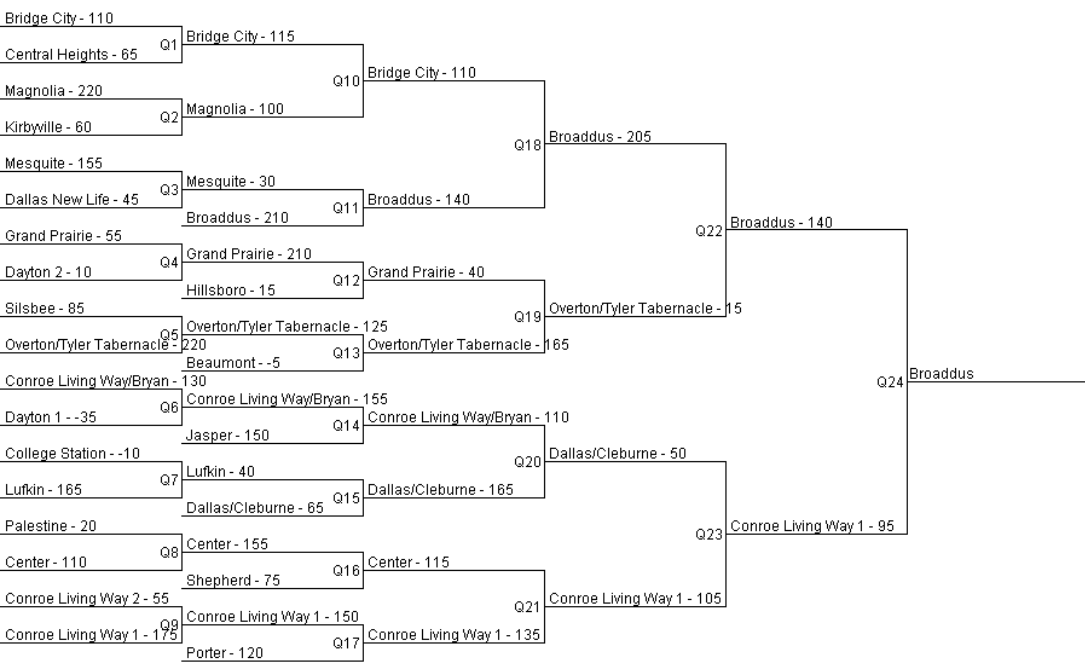 Bridge City - 110
Central Heights - 65
Q1
Bridge City - 115
Magnolia - 220
Kirbyville - 60
Q2
Magnolia - 100
Q10
Bridge City - 110
Mesquite - 155
Dallas New Life - 45
Q3
Mesquite - 30
Broaddus - 210
Q11
Broaddus - 140
Q18
Broaddus - 205
Grand Prairie - 55
Dayton 2 - 10
Q4
Grand Prairie - 210
Hillsboro - 15
Q12
Grand Prairie - 40
Silsbee - 85
Overton/Tyler Tabernacle - 220
Q5
Overton/Tyler Tabernacle - 125
Beaumont - -5
Q13
Overton/Tyler Tabernacle - 165
Q19
Overton/Tyler Tabernacle - 15
Q22
Broaddus - 140
Conroe Living Way/Bryan - 130
Dayton 1 - -35
Q6
Conroe Living Way/Bryan - 155
Jasper - 150
Q14
Conroe Living Way/Bryan - 110
College Station - -10
Lufkin - 165
Q7
Lufkin - 40
Dallas/Cleburne - 65
Q15
Dallas/Cleburne - 165
Q20
Dallas/Cleburne - 50
Palestine - 20
Center - 110
Q8
Center - 155
Shepherd - 75
Q16
Center - 115
Conroe Living Way 2 - 55
Conroe Living Way 1 - 175
Q9
Conroe Living Way 1 - 150
Porter - 120
Q17
Conroe Living Way 1 - 135
Q21
Conroe Living Way 1 - 105
Q23
Conroe Living Way 1 - 95
Q24
Broaddus